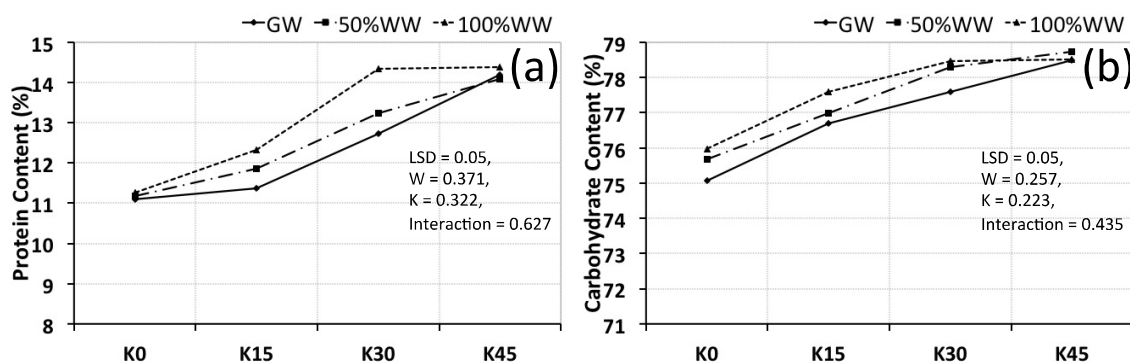 GW 50%WW 100%WW
(a)
Protein Content (%)
15
14
13
12
11
10
9
8
LSD = 0.05,
W = 0.371,
K = 0.322,
Interaction = 0.627
K0 K15 K30 K45
GW 50%WW 100%WW
(b)
Carbohydrate Content (%)
79
78
77
76
75
74
73
72
71
LSD = 0.05,
W = 0.257,
K = 0.223,
Interaction = 0.435
K0 K15 K30 K45